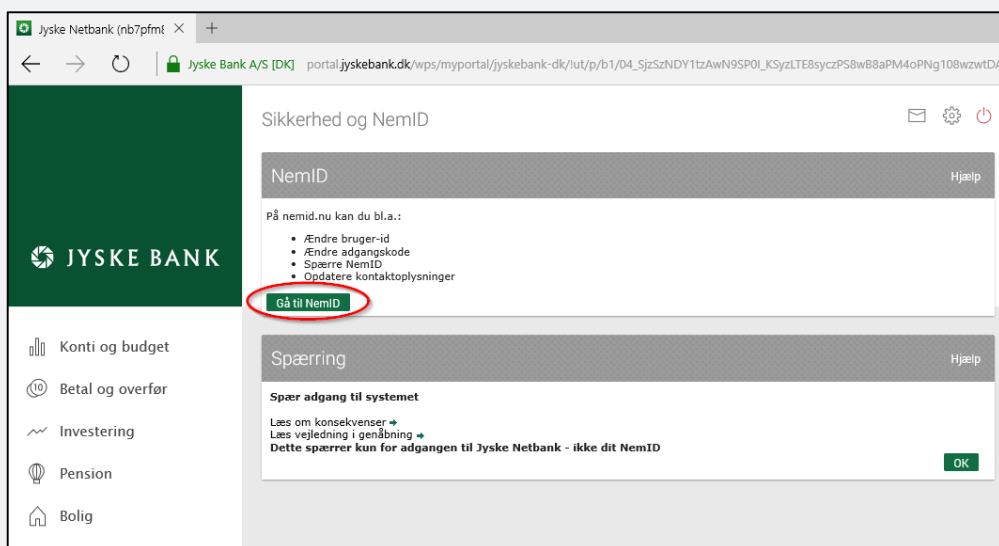 Jyske Netbank (nb7pfm8
Jyske Bank A/S [DK] portal.jyskebank.dk/wps/myportal/jyskebank-dk/!ut/p/b1/04_SjzSzNDY1tzAwN9SP0I_KSyzLTE8syczPS8wB8aPM4oPNg108wzwtDA
Sikkerhed og NemID
NemID
Hjælp
På nemid.nu kan du bl.a.:
• Ændre bruger-id
• Ændre adgangskode
• Spærre NemID
• Opdatere kontaktoplysninger
Gå til NemID
JYSKE BANK
Spærring
Hjælp
Spær adgang til systemet
Læs om konsekvenser
Læs vejledning i genåbning
Dette spærrer kun for adgangen til Jyske Netbank - ikke dit NemID
OK
Konti og budget
10
Betal og overfør
Investering
Pension
Bolig